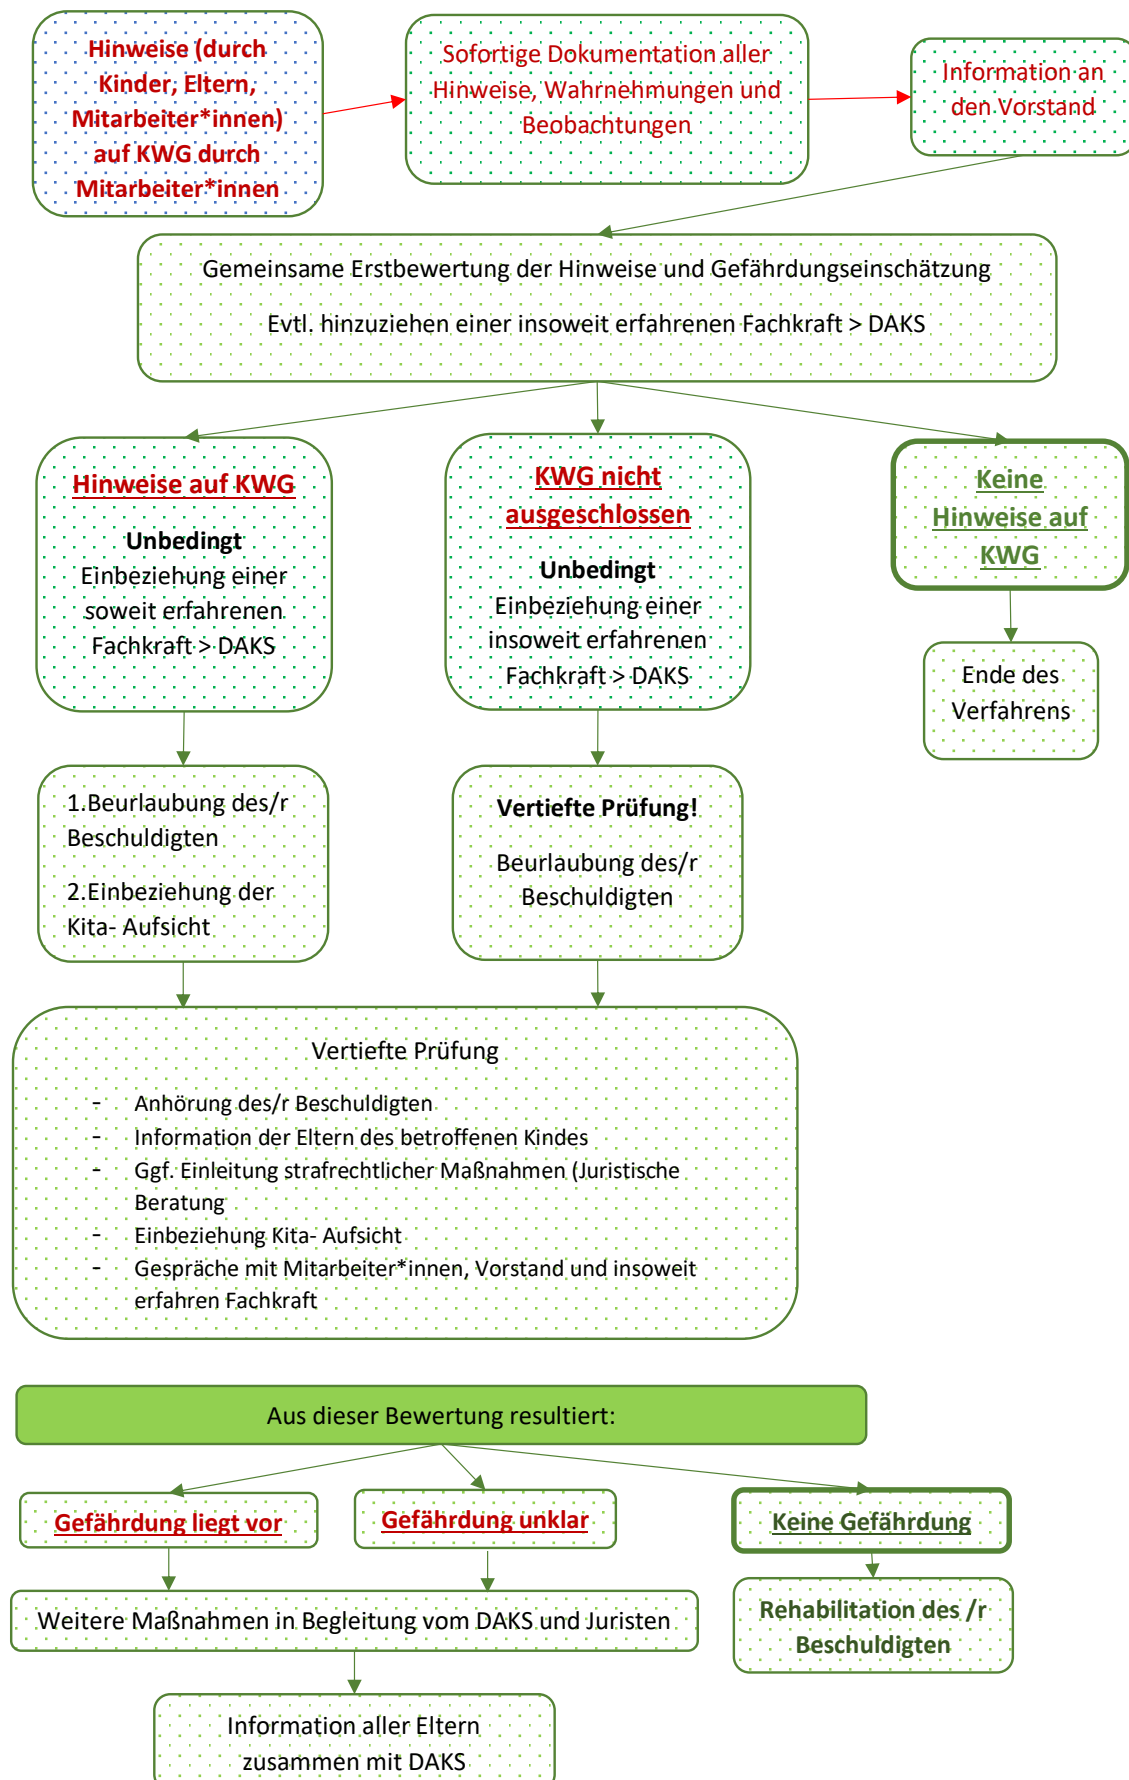 Hinweise (durch
Kinder, Eltern,
Mitarbeiter*innen)
auf KWG durch
Mitarbeiter*innen
Sofortige Dokumentation aller
Hinweise, Wahrnehmungen und
Beobachtungen
Information an
den Vorstand
Gemeinsame Erstbewertung der Hinweise und Gefährdungseinschätzung
Evtl. hinzuziehen einer insoweit erfahrenen Fachkraft > DAKS
Hinweise auf KWG
Unbedingt
Einbeziehung einer
soweit erfahrenen
Fachkraft > DAKS
KWG nicht
ausgeschlossen
Unbedingt
Einbeziehung einer
insoweit erfahrenen
Fachkraft > DAKS
Keine
Hinweise auf
KWG
Ende des
Verfahrens
1.Beurlaubung des/r
Beschuldigten
2.Einbeziehung der
Kita- Aufsicht
Vertiefte Prüfung!
Beurlaubung des/r
Beschuldigten
Vertiefte Prüfung
- Anhörung des/r Beschuldigten
- Information der Eltern des betroffenen Kindes
- Ggf. Einleitung strafrechtlicher Maßnahmen (Juristische
Beratung
- Einbeziehung Kita- Aufsicht
- Gespräche mit Mitarbeiter*innen, Vorstand und insoweit
erfahren Fachkraft
Aus dieser Bewertung resultiert:
Gefährdung liegt vor
Gefährdung unklar
Keine Gefährdung
Weitere Maßnahmen in Begleitung vom DAKS und Juristen
Rehabilitation des /r
Beschuldigten
Information aller Eltern
zusammen mit DAKS